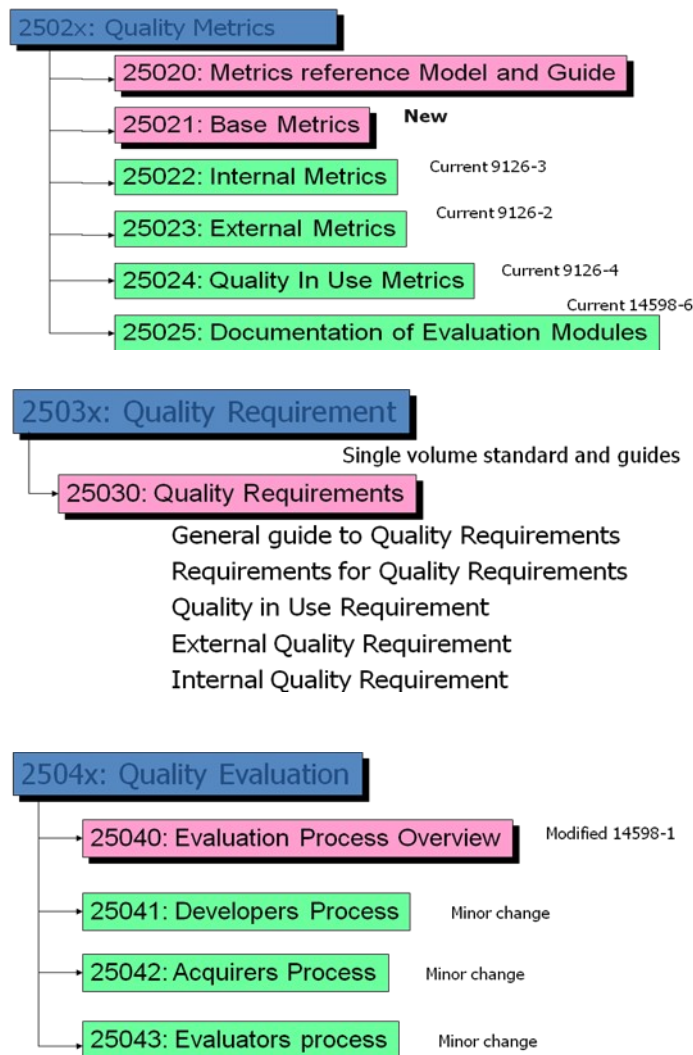 2502x: Quality Metrics
25020: Metrics reference Model and Guide
25021: Base Metrics New
25022: Internal Metrics Current 9126-3
25023: External Metrics Current 9126-2
25024: Quality In Use Metrics Current 9126-4
Current 14598-6
25025: Documentation of Evaluation Modules
2503x: Quality Requirement
Single volume standard and guides
25030: Quality Requirements
General guide to Quality Requirements
Requirements for Quality Requirements
Quality in Use Requirement
External Quality Requirement
Internal Quality Requirement
2504x: Quality Evaluation
25040: Evaluation Process Overview Modified 14598-1
25041: Developers Process Minor change
25042: Acquirers Process Minor change
25043: Evaluators process Minor change